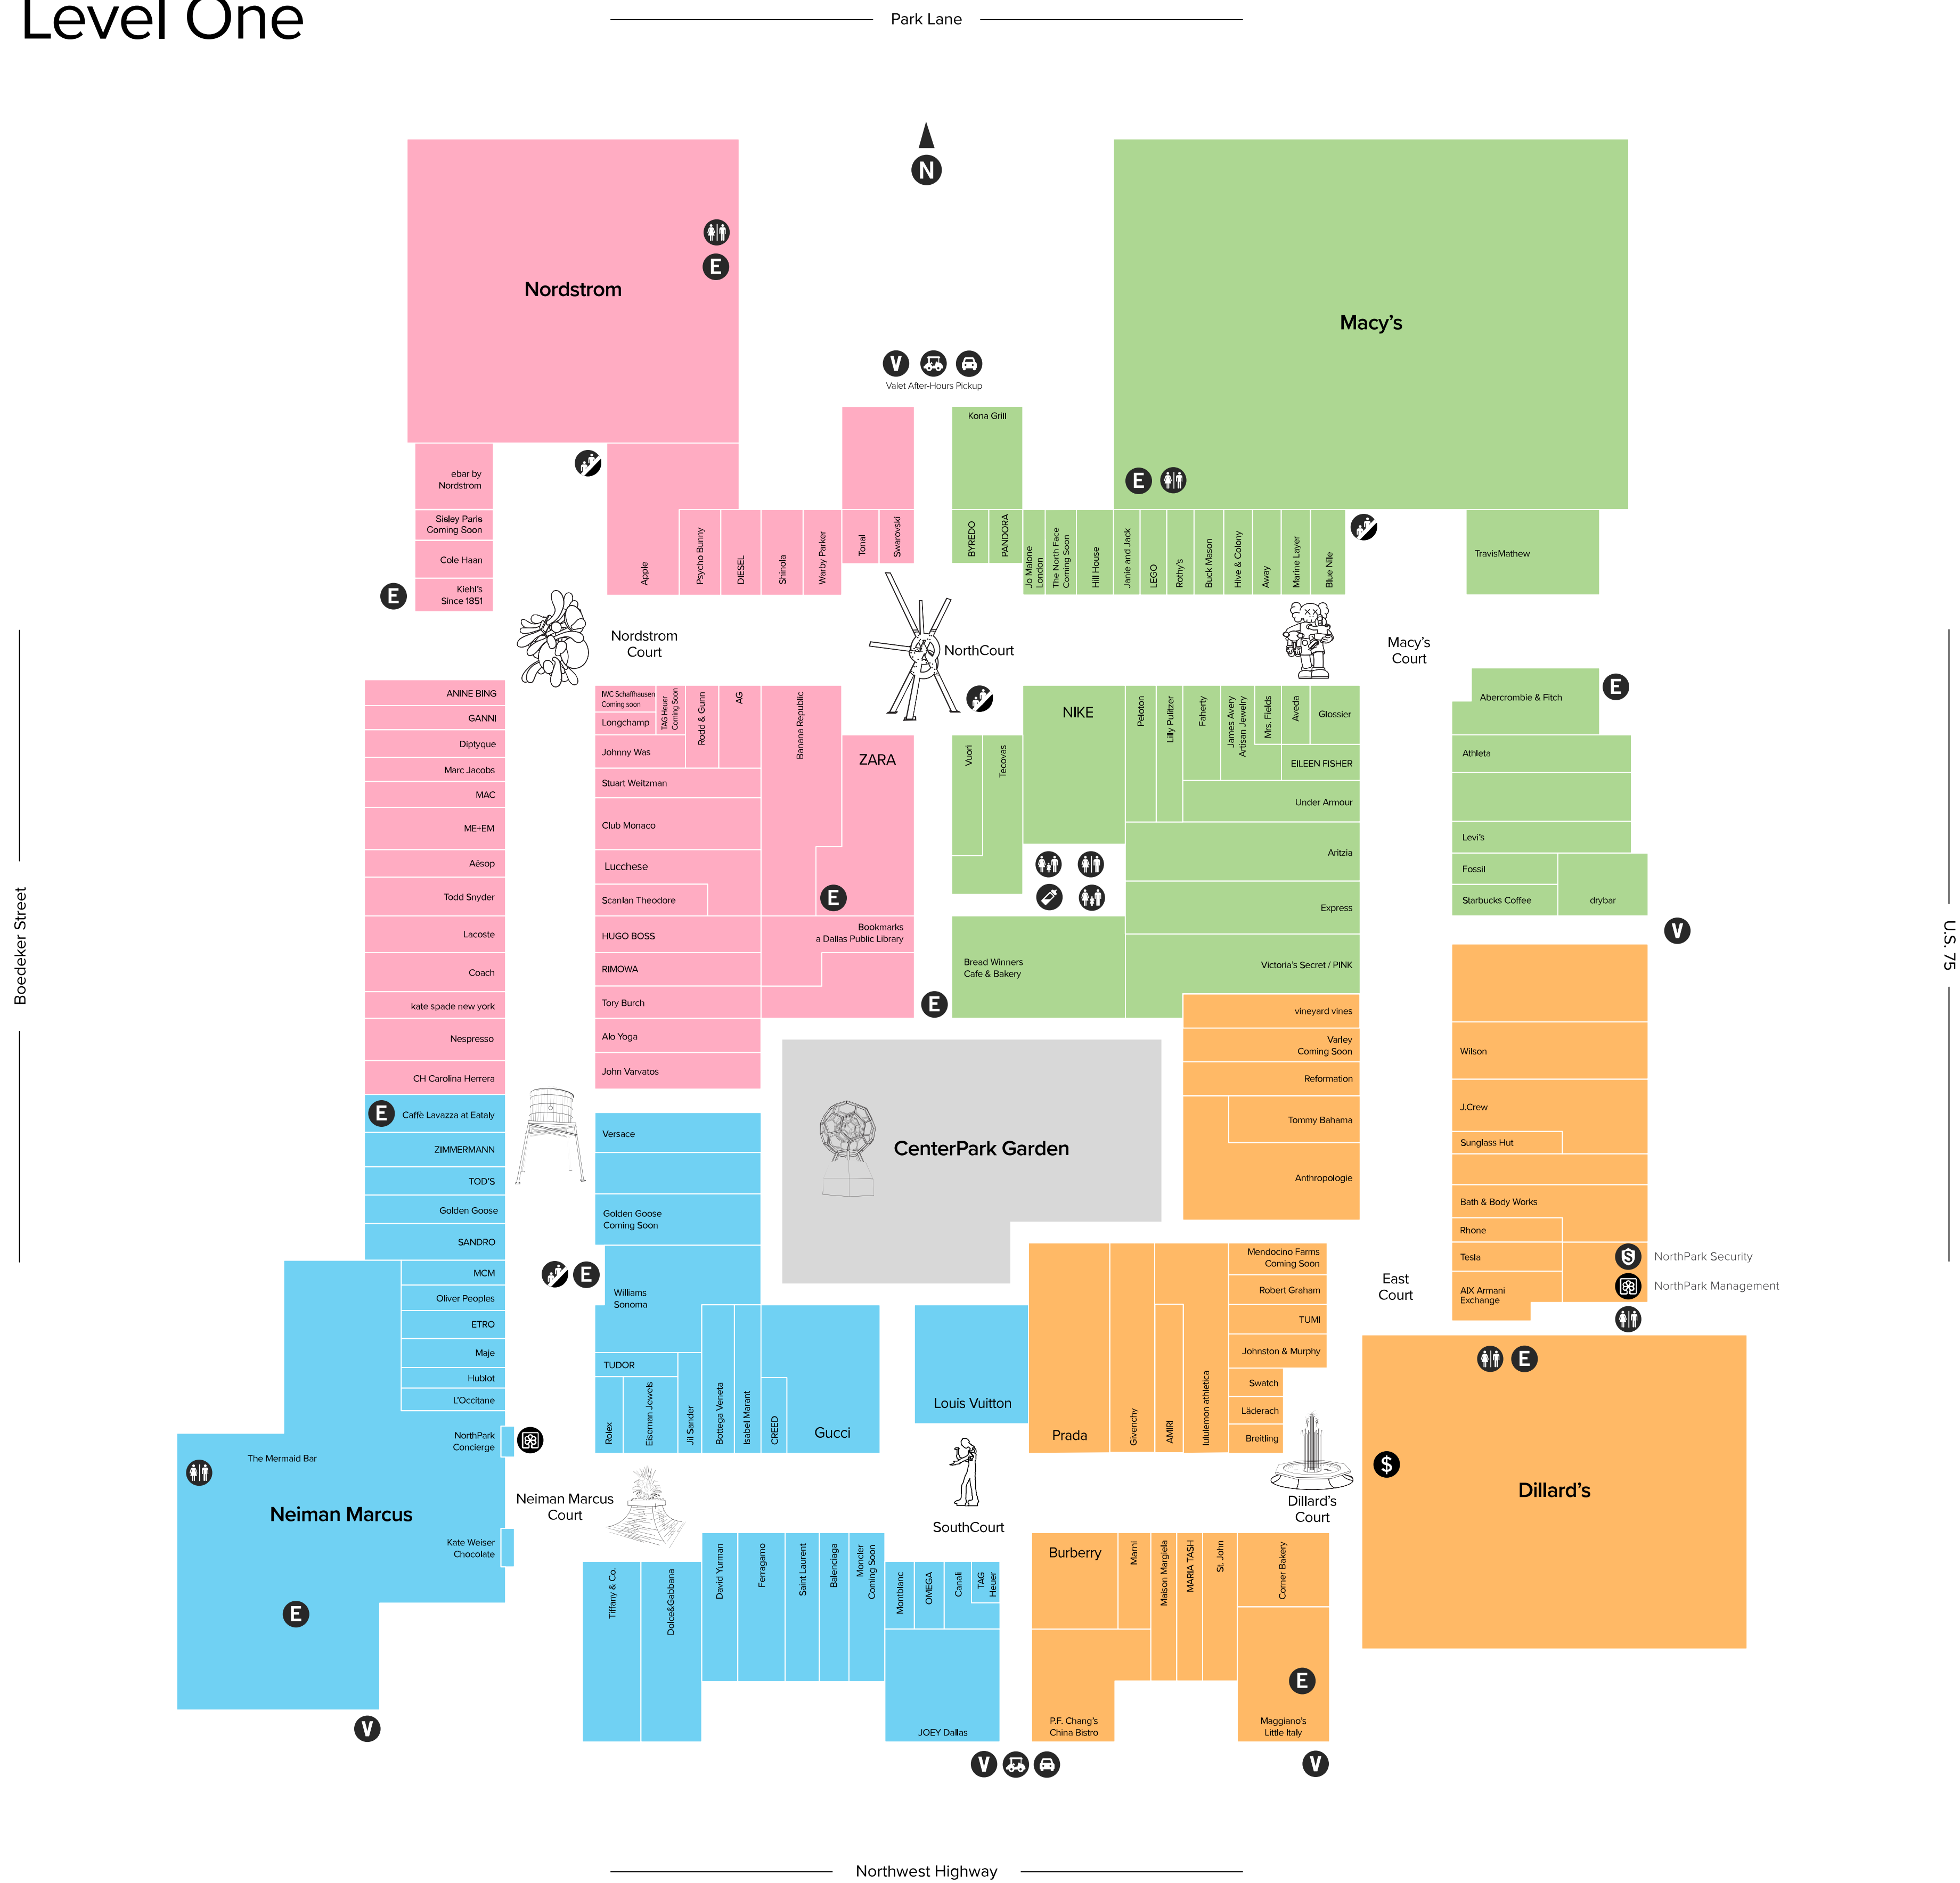 Level One
Park Lane
N
Nordstrom
E
Macy's
V
Valet After-Hours Pickup
Kona Grill
E
ebar by
Nordstrom
Sisley Paris
Coming Soon
Cole Haan
Kiehl's
Since 1851
E
Apple
Psycho Bunny
DIESEL
Shinola
Warby Parker
Tonal
Swarovski
BYREDO
PANDORA
Jo Malone
London
The North Face
Coming Soon
Hill House
Janie and Jack
LEGO
Rothy's
Buck Mason
Hive & Colony
Away
Marine Layer
Blue Nile
TravisMathew
Nordstrom
Court
NorthCourt
Macy's
Court
ANINE BING
GANNI
Diptyque
Marc Jacobs
MAC
ME+EM
Aēsop
Todd Snyder
Lacoste
Coach
kate spade new york
Nespresso
CH Carolina Herrera
IWC Schaffhausen
Coming soon
TAG Heuer
Coming Soon
Longchamp
Rodd & Gunn
AG
Banana Republic
Johnny Was
Stuart Weitzman
Club Monaco
Lucchese
Scanlan Theodore
HUGO BOSS
RIMOWA
Tory Burch
Alo Yoga
John Varvatos
ZARA
E
Bookmarks
a Dallas Public Library
E
Vuori
Tecovas
NIKE
Peloton
Lilly Pulitzer
Faherty
James Avery
Artisan Jewelry
Mrs. Fields
Aveda
Glossier
EILEEN FISHER
Under Armour
Aritzia
Express
Victoria's Secret / PINK
Bread Winners
Cafe & Bakery
Abercrombie & Fitch
E
Athleta
Levi's
Fossil
Starbucks Coffee
drybar
V
Boedeker Street
U.S. 75
E
Caffè Lavazza at Eataly
ZIMMERMANN
TOD'S
Golden Goose
SANDRO
MCM
Oliver Peoples
ETRO
Maje
Hublot
L'Occitane
NorthPark
Concierge
The Mermaid Bar
Neiman Marcus
Kate Weiser
Chocolate
E
V
Versace
Golden Goose
Coming Soon
E
Williams
Sonoma
TUDOR
Rolex
Eiseman Jewels
Jil Sander
Bottega Veneta
Isabel Marant
CREED
Gucci
CenterPark Garden
vineyard vines
Varley
Coming Soon
Reformation
Tommy Bahama
Anthropologie
Wilson
J.Crew
Sunglass Hut
Bath & Body Works
Rhone
Tesla
A|X Armani
Exchange
S
NorthPark Security
NorthPark Management
East
Court
Louis Vuitton
Prada
Givenchy
AMIRI
lululemon athletica
Mendocino Farms
Coming Soon
Robert Graham
TUMI
Johnston & Murphy
Swatch
Läderach
Breitling
E
$
Dillard's
Neiman Marcus
Court
SouthCourt
Dillard's
Court
Tiffany & Co.
Dolce&Gabbana
David Yurman
Ferragamo
Saint Laurent
Balenciaga
Moncler
Coming Soon
Montblanc
OMEGA
Canali
TAG
Heuer
JOEY Dallas
Burberry
Marni
Maison Margiela
MARIA TASH
St. John
Corner Bakery
E
P.F. Chang's
China Bistro
Maggiano's
Little Italy
V
V
Northwest Highway